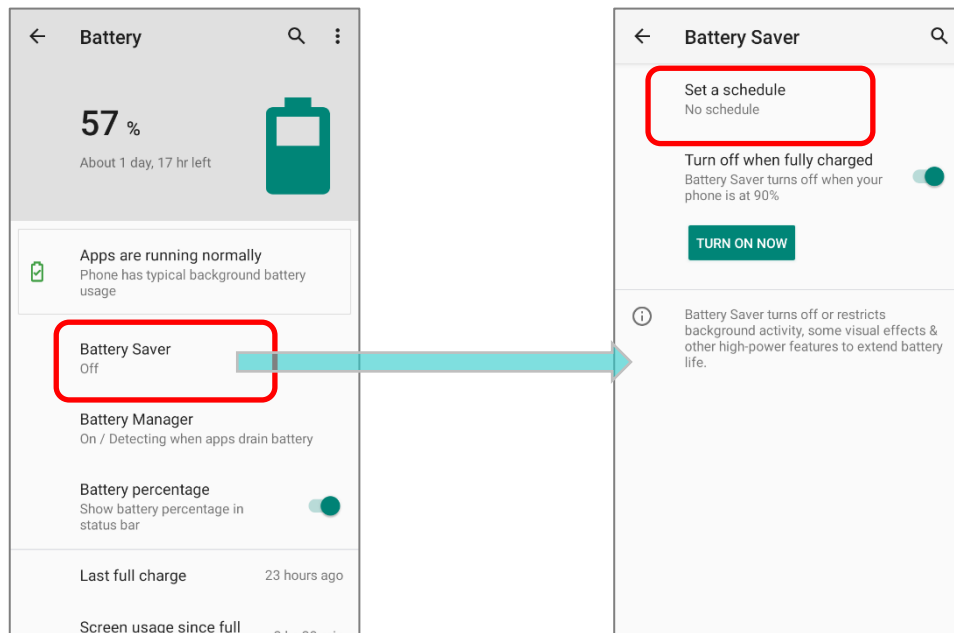 Battery
57 %
About 1 day, 17 hr left
Apps are running normally
Phone has typical background battery
usage
Battery Saver
Off
Battery Manager
On / Detecting when apps drain battery
Battery percentage
Show battery percentage in
status bar
Last full charge
23 hours ago
Screen usage since full
Battery Saver
Set a schedule
No schedule
Turn off when fully charged
Battery Saver turns off when your
phone is at 90%
TURN ON NOW
Battery Saver turns off or restricts
background activity, some visual effects &
other high-power features to extend battery
life.